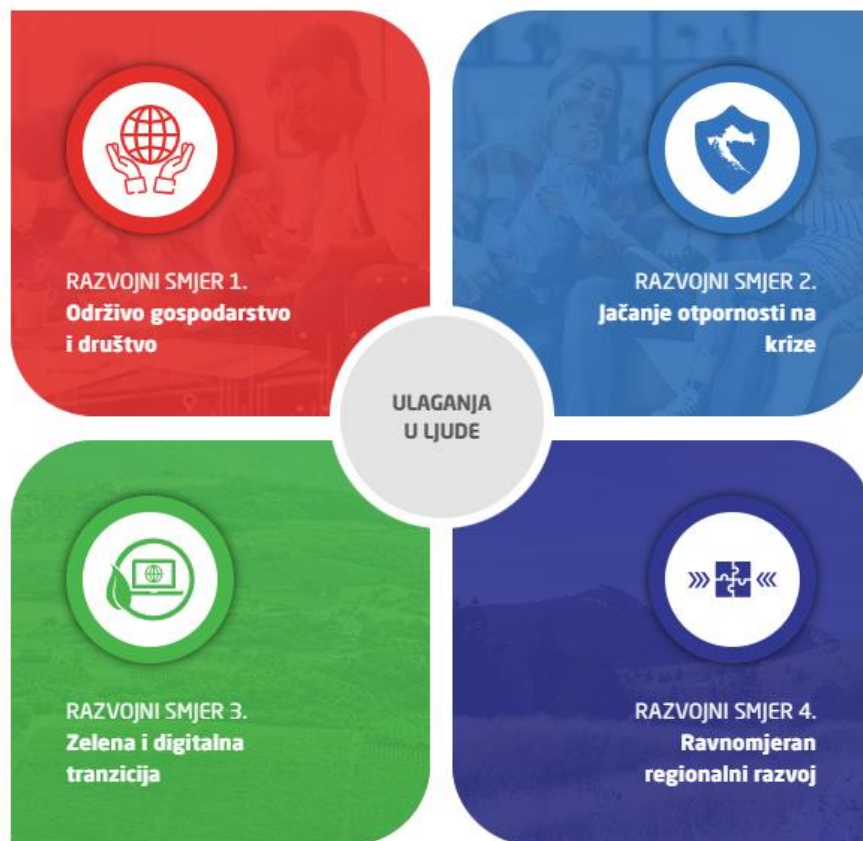 RAZVOJNI SMJER 1.
Održivo gospodarstvo
i društvo
RAZVOJNI SMJER 2.
Jačanje otpornosti na
krize
ULAGANJA
U LJUDE
RAZVOJNI SMJER 3.
Zelena i digitalna
tranzicija
RAZVOJNI SMJER 4.
Ravnomjeran
regionalni razvoj